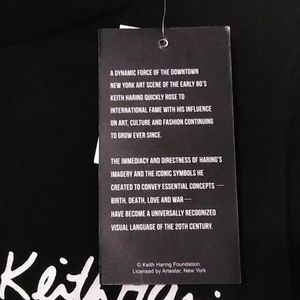 A DYNAMIC FORCE OF THE DOWNTOWN
NEW YORK ART SCENE OF THE EARLY 80'S
KEITH HARING QUICKLY ROSE TO
INTERNATIONAL FAME WITH HIS INFLUENCE
ON ART, CULTURE AND FASHION CONTINUING
TO GROW EVER SINCE.
THE IMMEDIACY AND DIRECTNESS OF HARING'S
IMAGERY AND THE ICONIC SYMBOLS HE
CREATED TO CONVEY ESSENTIAL CONCEPTS —
BIRTH, DEATH, LOVE AND WAR—
HAVE BECOME A UNIVERSALLY RECOGNIZED
VISUAL LANGUAGE OF THE 20TH CENTURY.
© Keith Haring Foundation.
Licensed by Artestar, New York
Keith